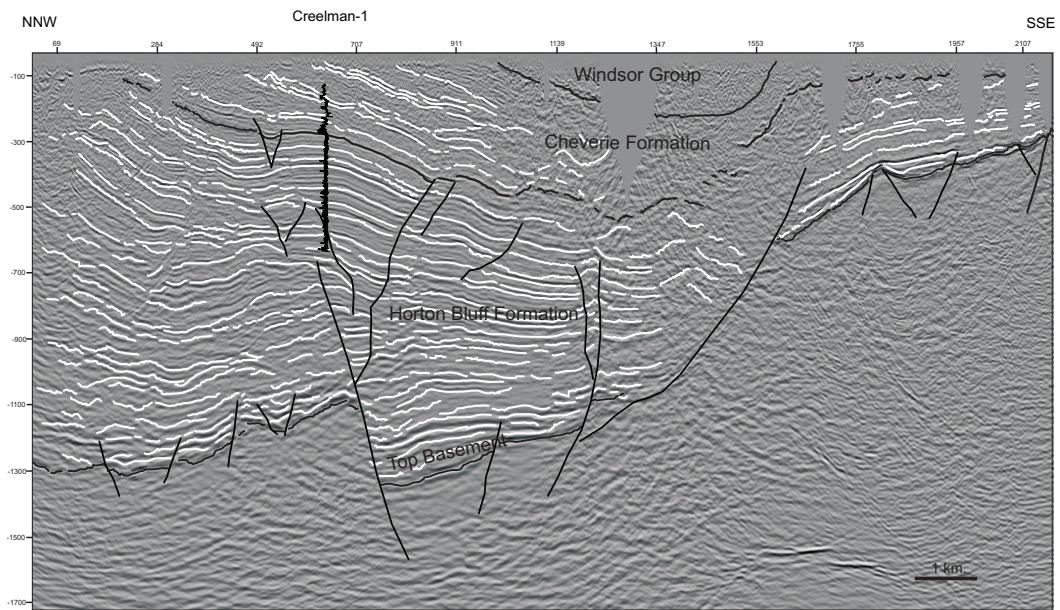 Creelman-1
NNW
SSE
69 284 492 707 911 1139 1347 1553 1755 1957 2107
-100
Windsor Group
-300
Cheverie Formation
-500
-700
Horton Bluff Formation
-900
-1100
Top Basement
-1300
-1500
1 km.
-1700